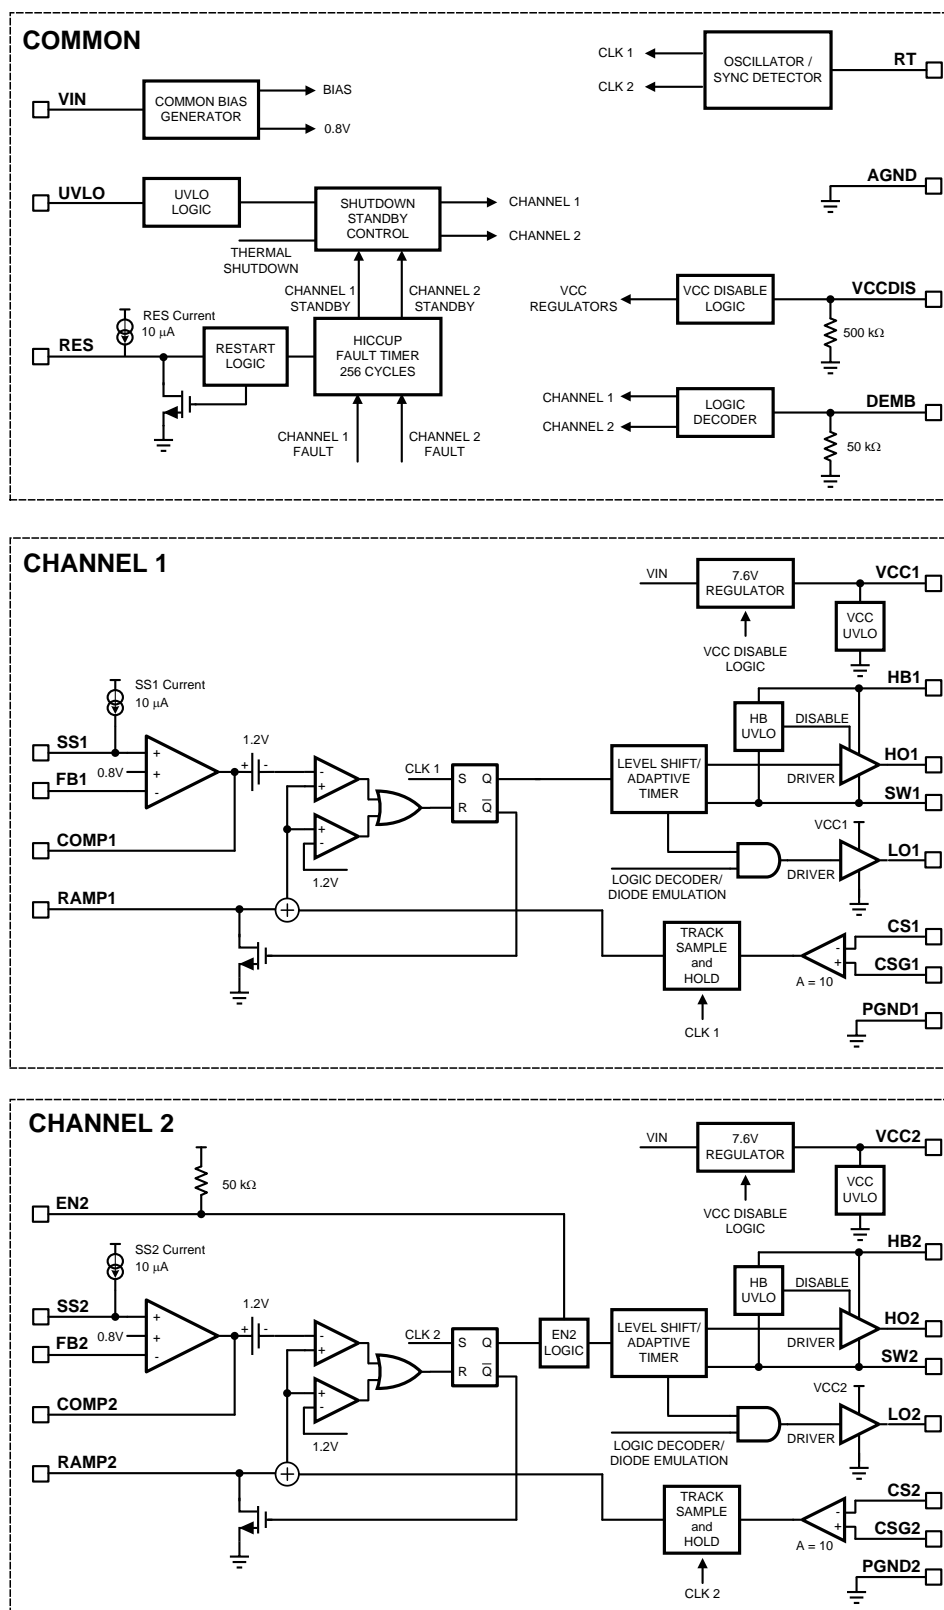 COMMON
CLK 1
CLK 2
OSCILLATOR /
SYNC DETECTOR
RT
VIN
COMMON BIAS
GENERATOR
BIAS
0.8V
UVLO
UVLO
LOGIC
SHUTDOWN
STANDBY
CONTROL
CHANNEL 1
CHANNEL 2
THERMAL
SHUTDOWN
AGND
CHANNEL 1
STANDBY
CHANNEL 2
STANDBY
VCC
REGULATORS
VCC DISABLE
LOGIC
VCCDIS
500 kΩ
RES Current
10 μA
RES
RESTART
LOGIC
HICCUP
FAULT TIMER
256 CYCLES
CHANNEL 1
FAULT
CHANNEL 2
FAULT
CHANNEL 1
CHANNEL 2
LOGIC
DECODER
DEMB
50 kΩ
CHANNEL 1
VIN
7.6V
REGULATOR
VCC1
VCC
UVLO
VCC DISABLE
LOGIC
SS1 Current
10 μA
HB1
HB
UVLO
DISABLE
SS1
0.8V
+
+
-
FB1
1.2V
+ -
-
+
+
-
1.2V
CLK 1
S Q
R Q̅
LEVEL SHIFT/
ADAPTIVE
TIMER
DRIVER
HO1
SW1
COMP1
VCC1
LO1
DRIVER
LOGIC DECODER/
DIODE EMULATION
RAMP1
+
TRACK
SAMPLE
and
HOLD
CLK 1
-
+
A = 10
CS1
CSG1
PGND1
CHANNEL 2
VIN
7.6V
REGULATOR
VCC2
VCC
UVLO
VCC DISABLE
LOGIC
50 kΩ
EN2
SS2 Current
10 μA
HB2
HB
UVLO
DISABLE
SS2
0.8V
+
+
-
FB2
1.2V
+ -
-
+
+
-
1.2V
CLK 2
S Q
R Q̅
EN2
LOGIC
LEVEL SHIFT/
ADAPTIVE
TIMER
DRIVER
HO2
SW2
COMP2
VCC2
LO2
DRIVER
LOGIC DECODER/
DIODE EMULATION
RAMP2
+
TRACK
SAMPLE
and
HOLD
CLK 2
-
+
A = 10
CS2
CSG2
PGND2